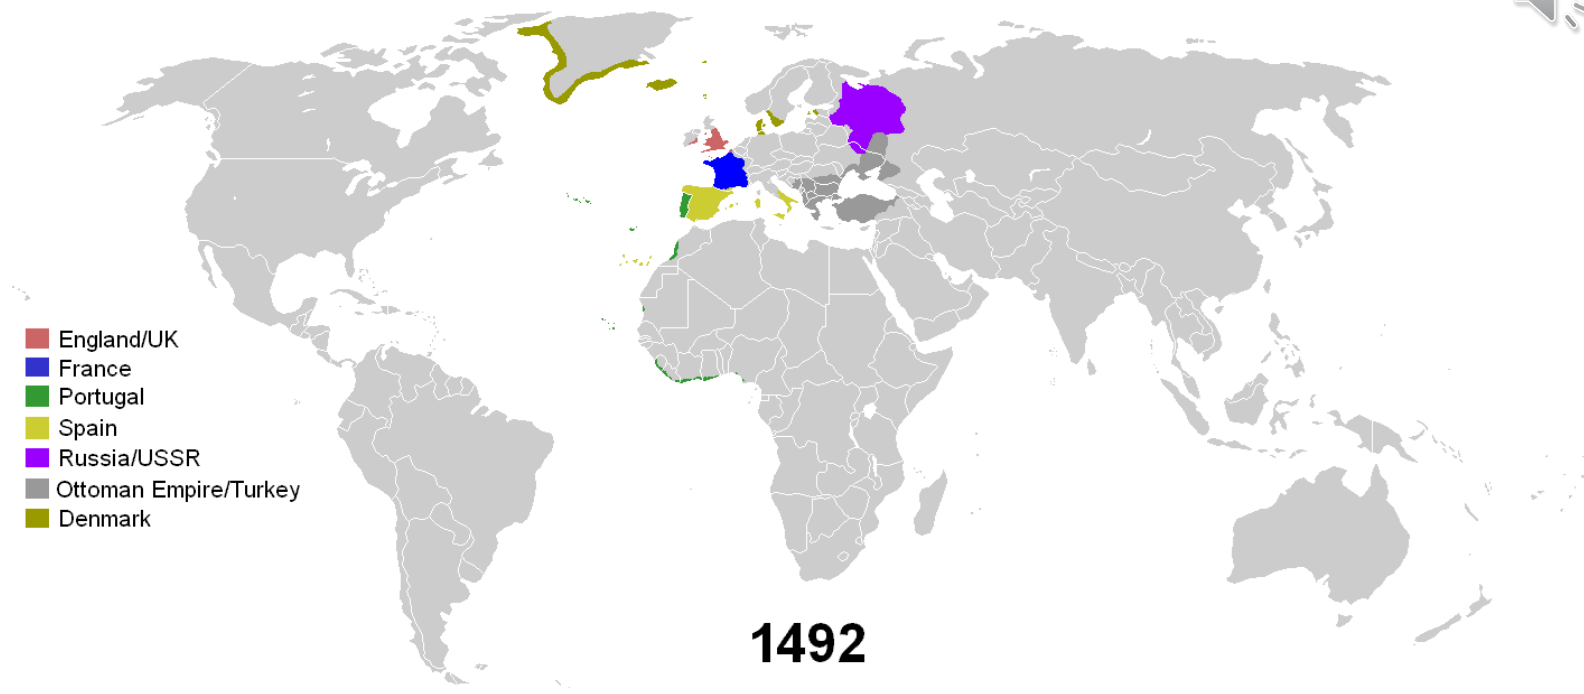 England/UK
France
Portugal
Spain
Russia/USSR
Ottoman Empire/Turkey
Denmark
1492